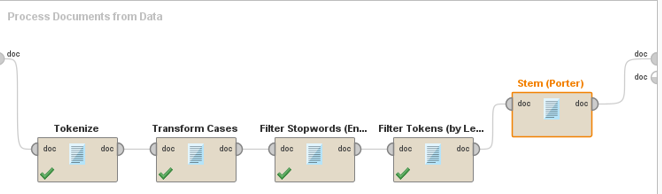 Process Documents from Data
doc
doc
doc
Stem (Porter)
doc doc
Tokenize
Transform Cases
Filter Stopwords (En...
Filter Tokens (by Le...
doc doc
doc doc
doc doc
doc doc